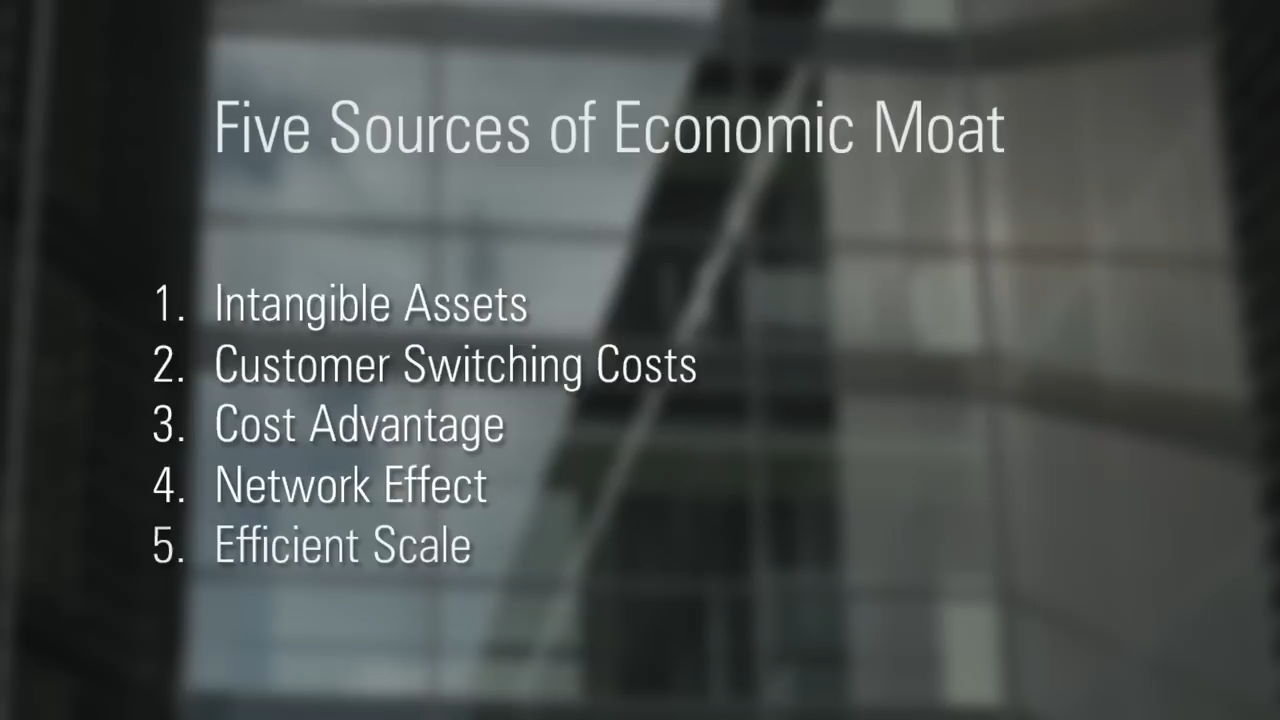 Five Sources of Economic Moat
1. Intangible Assets
2. Customer Switching Costs
3. Cost Advantage
4. Network Effect
5. Efficient Scale